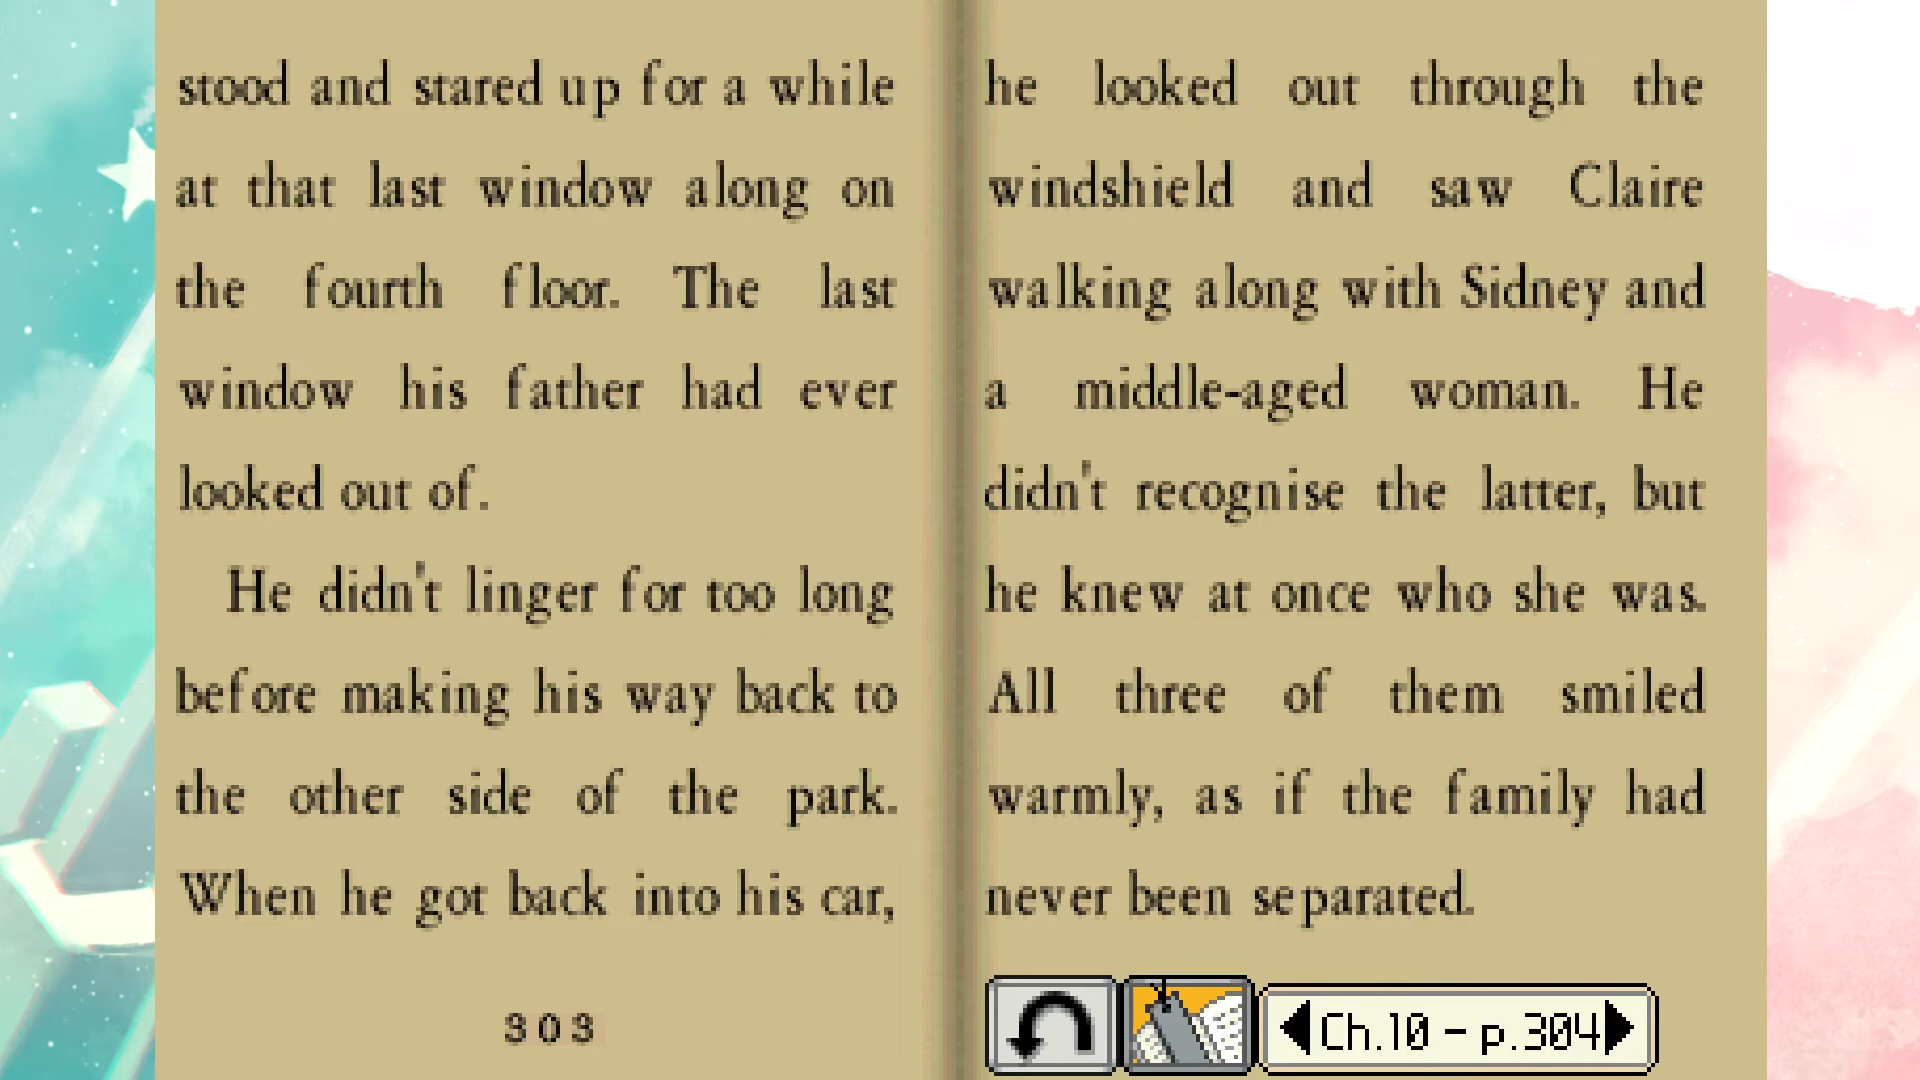 stood and stared up for a while
at that last window along on
the fourth floor. The last
window his father had ever
looked out of.
He didn't linger for too long
before making his way back to
the other side of the park.
When he got back into his car,
303
he looked out through the
windshield and saw Claire
walking along with Sidney and
a middle-aged woman. He
didn't recognise the latter, but
he knew at once who she was.
All three of them smiled
warmly, as if the family had
never been separated.
Ch.10 - p.304